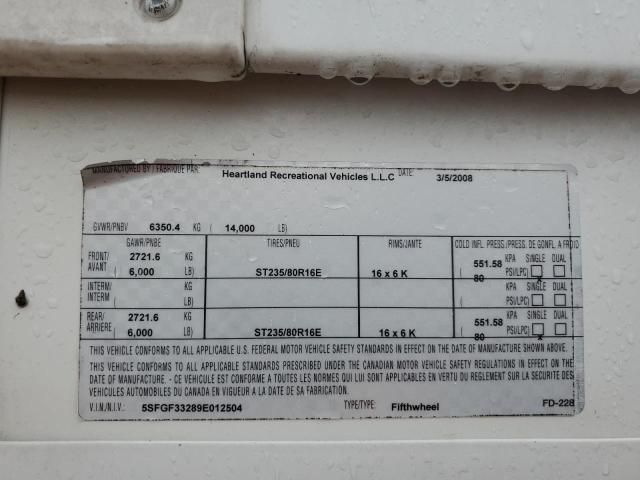 MANUFACTURED BY / FABRIQUE PAR: Heartland Recreational Vehicles L.L.C DATE: 3/5/2008
GVWR/PNBV 6350.4 KG ( 14,000 LB)
GAWR/PNBE TIRES/PNEU RIMS/JANTE COLD INFL. PRESS./PRESS. DE GONFL. A FROID
FRONT/ AVANT 2721.6 KG 551.58 KPA SINGLE DUAL
( 6,000 LB) ST235/80R16E 16 x 6 K ( 80 PSI/LPC)
INTERM/ INTERM KG KPA SINGLE DUAL
( LB) ( PSI/LPC)
REAR/ ARRIERE 2721.6 KG 551.58 KPA SINGLE DUAL
( 6,000 LB) ST235/80R16E 16 x 6 K ( 80 PSI/LPC) x
THIS VEHICLE CONFORMS TO ALL APPLICABLE U.S. FEDERAL MOTOR VEHICLE SAFETY STANDARDS IN EFFECT ON THE DATE OF MANUFACTURE SHOWN ABOVE.
THIS VEHICLE CONFORMS TO ALL APPLICABLE STANDARDS PRESCRIBED UNDER THE CANADIAN MOTOR VEHICLE SAFETY REGULATIONS IN EFFECT ON THE
DATE OF MANUFACTURE. - CE VEHICULE EST CONFORME A TOUTES LES NORMES QUI LUI SONT APPLICABLES EN VERTU DU REGLEMENT SUR LA SECURITE DES
VEHICULES AUTOMOBILES DU CANADA EN VIGUEUR A LA DATE DE SA FABRICATION.
V.I.N./N.I.V.: 5SFGF33289E012504 TYPE/TYPE: Fifthwheel FD-228